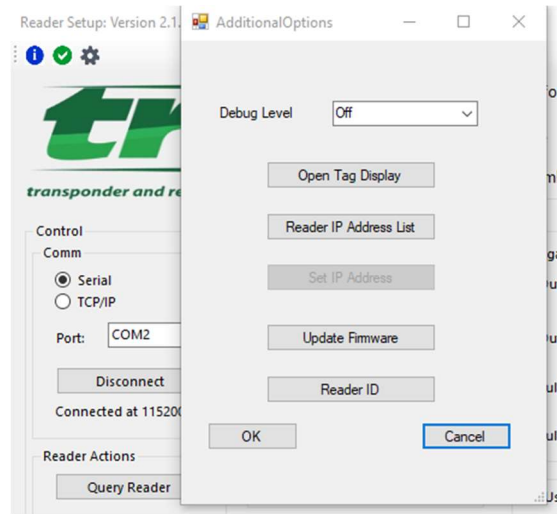 Reader Setup: Version 2.1.
AdditionalOptions
tr
transponder and re
Control
Comm
Serial
TCP/IP
Port: COM2
Disconnect
Connected at 115200
Reader Actions
Query Reader
Debug Level Off
Open Tag Display
Reader IP Address List
Set IP Address
Update Firmware
Reader ID
OK Cancel